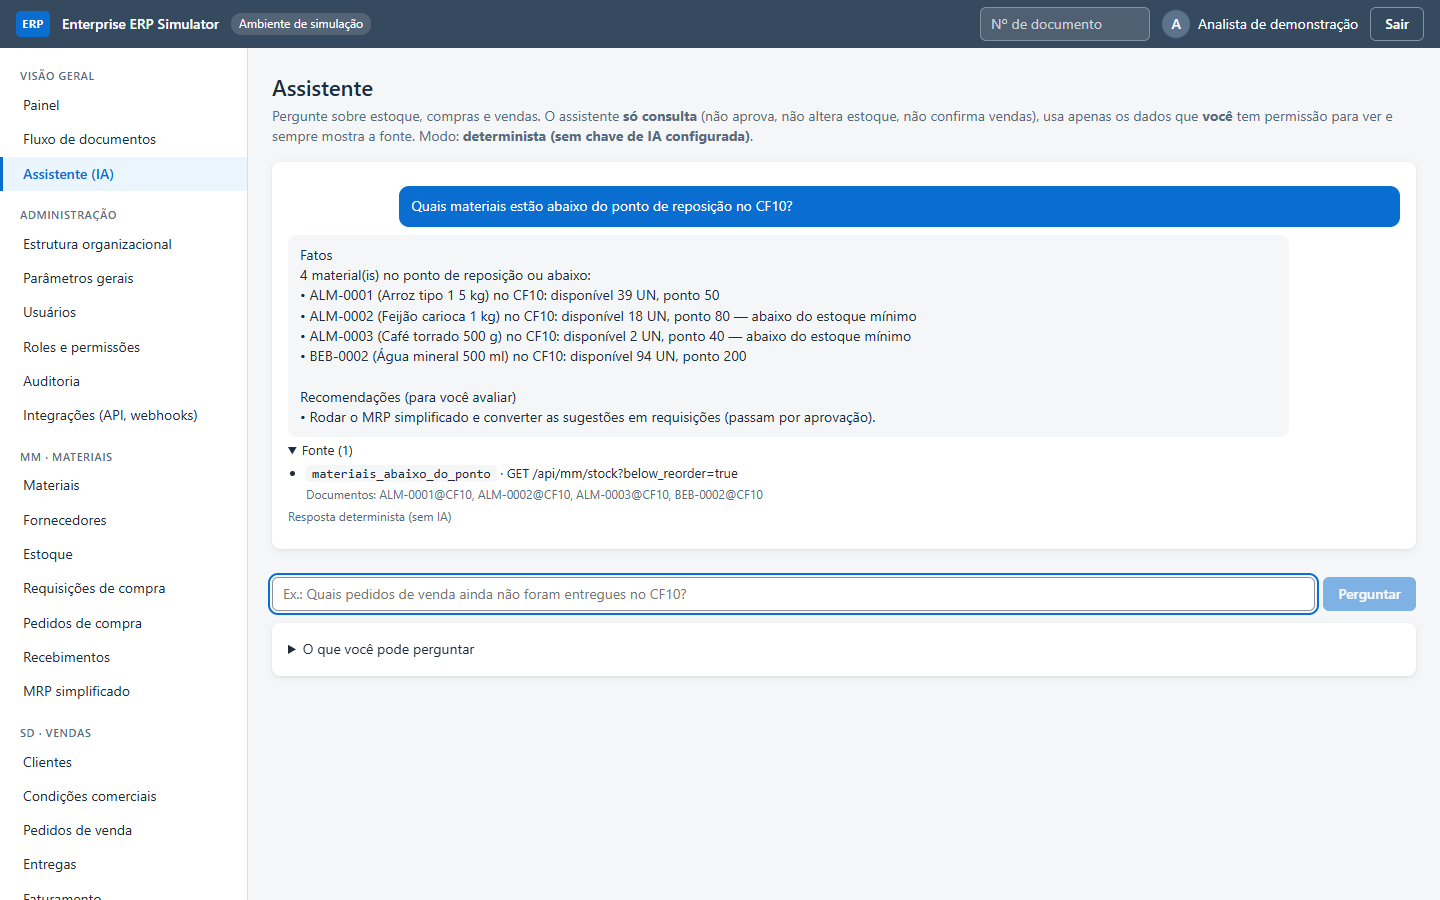 ERP Enterprise ERP Simulator Ambiente de simulação Nº de documento A Analista de demonstração Sair
VISÃO GERAL
Painel
Fluxo de documentos
Assistente (IA)
ADMINISTRAÇÃO
Estrutura organizacional
Parâmetros gerais
Usuários
Roles e permissões
Auditoria
Integrações (API, webhooks)
MM · MATERIAIS
Materiais
Fornecedores
Estoque
Requisições de compra
Pedidos de compra
Recebimentos
MRP simplificado
SD · VENDAS
Clientes
Condições comerciais
Pedidos de venda
Entregas
Faturamento
Assistente
Pergunte sobre estoque, compras e vendas. O assistente só consulta (não aprova, não altera estoque, não confirma vendas), usa apenas os dados que você tem permissão para ver e
sempre mostra a fonte. Modo: determinista (sem chave de IA configurada).
Quais materiais estão abaixo do ponto de reposição no CF10?
Fatos
4 material(is) no ponto de reposição ou abaixo:
• ALM-0001 (Arroz tipo 1 5 kg) no CF10: disponível 39 UN, ponto 50
• ALM-0002 (Feijão carioca 1 kg) no CF10: disponível 18 UN, ponto 80 — abaixo do estoque mínimo
• ALM-0003 (Café torrado 500 g) no CF10: disponível 2 UN, ponto 40 — abaixo do estoque mínimo
• BEB-0002 (Água mineral 500 ml) no CF10: disponível 94 UN, ponto 200
Recomendações (para você avaliar)
• Rodar o MRP simplificado e converter as sugestões em requisições (passam por aprovação).
▼ Fonte (1)
• materiais_abaixo_do_ponto · GET /api/mm/stock?below_reorder=true
Documentos: ALM-0001@CF10, ALM-0002@CF10, ALM-0003@CF10, BEB-0002@CF10
Resposta determinista (sem IA)
Ex.: Quais pedidos de venda ainda não foram entregues no CF10? Perguntar
▶ O que você pode perguntar